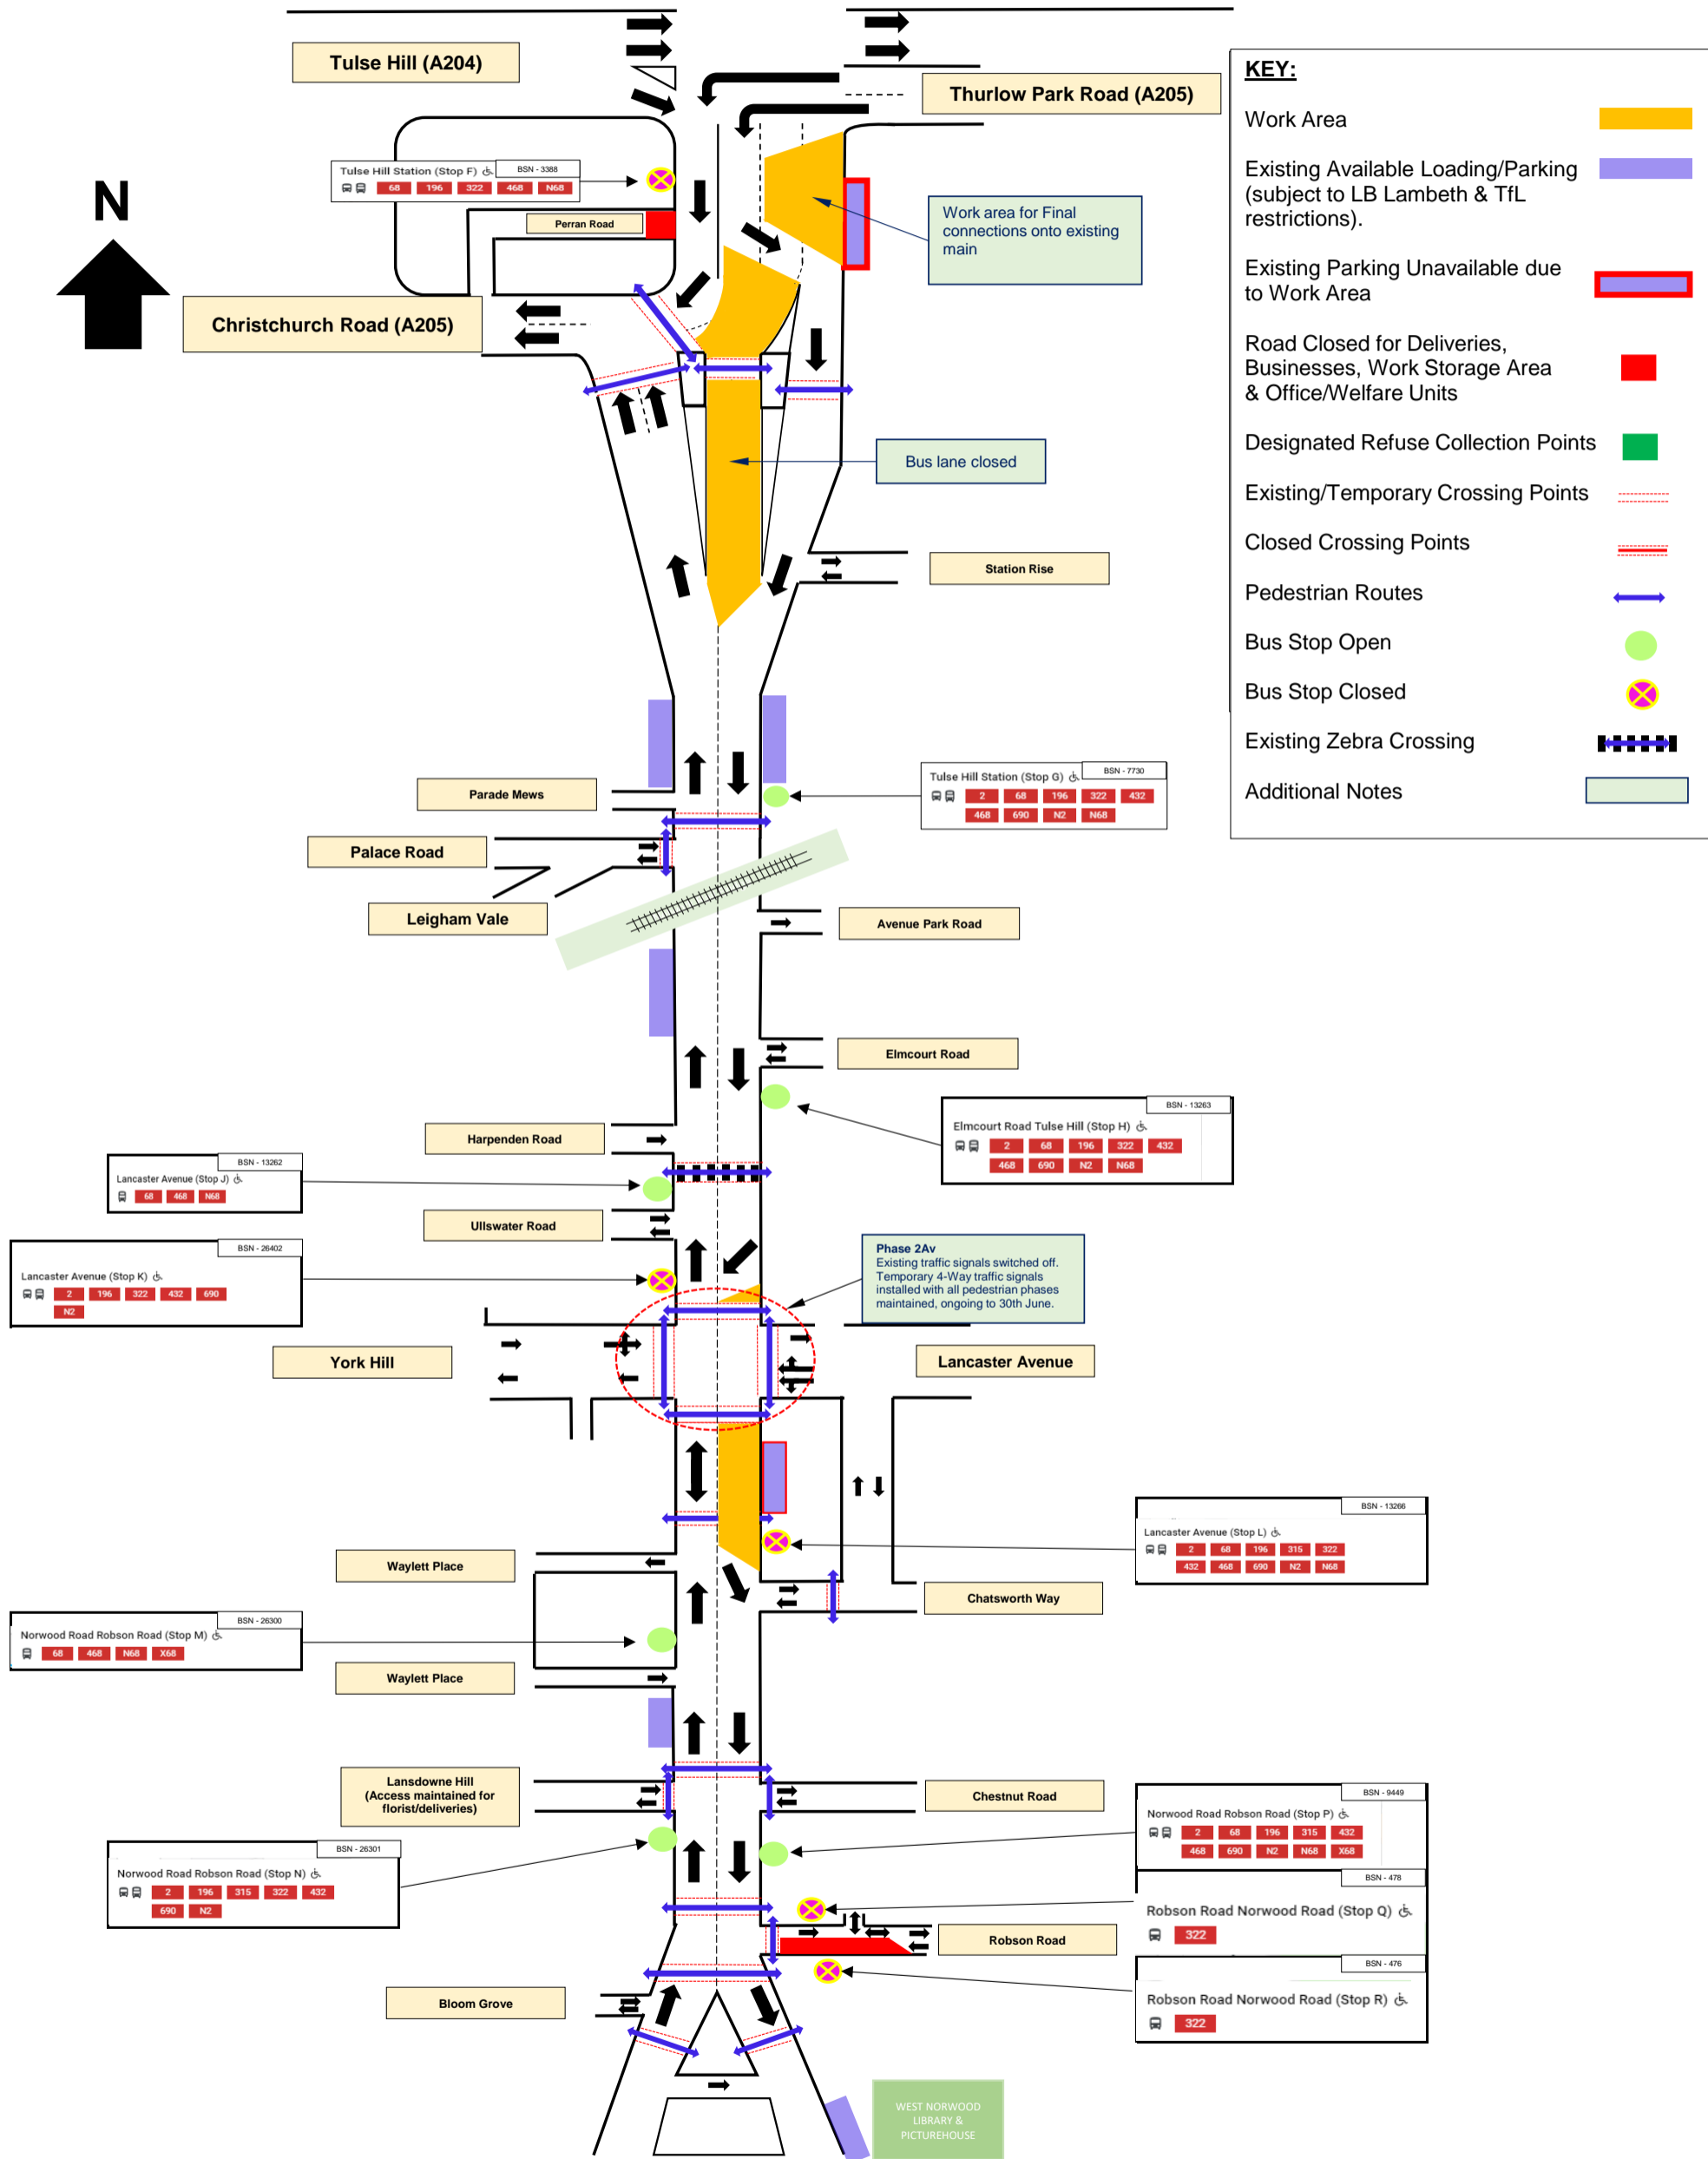 Tulse Hill (A204)
Thurlow Park Road (A205)
KEY:
Work Area
Existing Available Loading/Parking
(subject to LB Lambeth & TfL
restrictions).
Existing Parking Unavailable due
to Work Area
Road Closed for Deliveries,
Businesses, Work Storage Area
& Office/Welfare Units
Designated Refuse Collection Points
Existing/Temporary Crossing Points
Closed Crossing Points
Pedestrian Routes
Bus Stop Open
Bus Stop Closed
Existing Zebra Crossing
Additional Notes
N
Tulse Hill Station (Stop F)
BSN - 3388
68 196 322 468 N68
Perran Road
Work area for Final
connections onto existing
main
Christchurch Road (A205)
Bus lane closed
Station Rise
Parade Mews
Tulse Hill Station (Stop G)
BSN - 7730
2 68 196 322 432
468 690 N2 N68
Palace Road
Leigham Vale
Avenue Park Road
Elmcourt Road
BSN - 13263
Elmcourt Road Tulse Hill (Stop H)
2 68 196 322 432
468 690 N2 N68
Harpenden Road
BSN - 13262
Lancaster Avenue (Stop J)
68 468 N68
Ullswater Road
BSN - 26402
Lancaster Avenue (Stop K)
2 196 322 432 690
N2
Phase 2Av
Existing traffic signals switched off.
Temporary 4-Way traffic signals
installed with all pedestrian phases
maintained, ongoing to 30th June.
York Hill
Lancaster Avenue
BSN - 13266
Lancaster Avenue (Stop L)
2 68 196 315 322
432 468 690 N2 N68
Waylett Place
Chatsworth Way
BSN - 26300
Norwood Road Robson Road (Stop M)
68 468 N68 X68
Waylett Place
Lansdowne Hill
(Access maintained for
florist/deliveries)
Chestnut Road
BSN - 9449
Norwood Road Robson Road (Stop P)
2 68 196 315 432
468 690 N2 N68 X68
BSN - 26301
Norwood Road Robson Road (Stop N)
2 196 315 322 432
690 N2
BSN - 478
Robson Road Norwood Road (Stop Q)
322
Robson Road
BSN - 476
Robson Road Norwood Road (Stop R)
322
Bloom Grove
WEST NORWOOD
LIBRARY &
PICTUREHOUSE